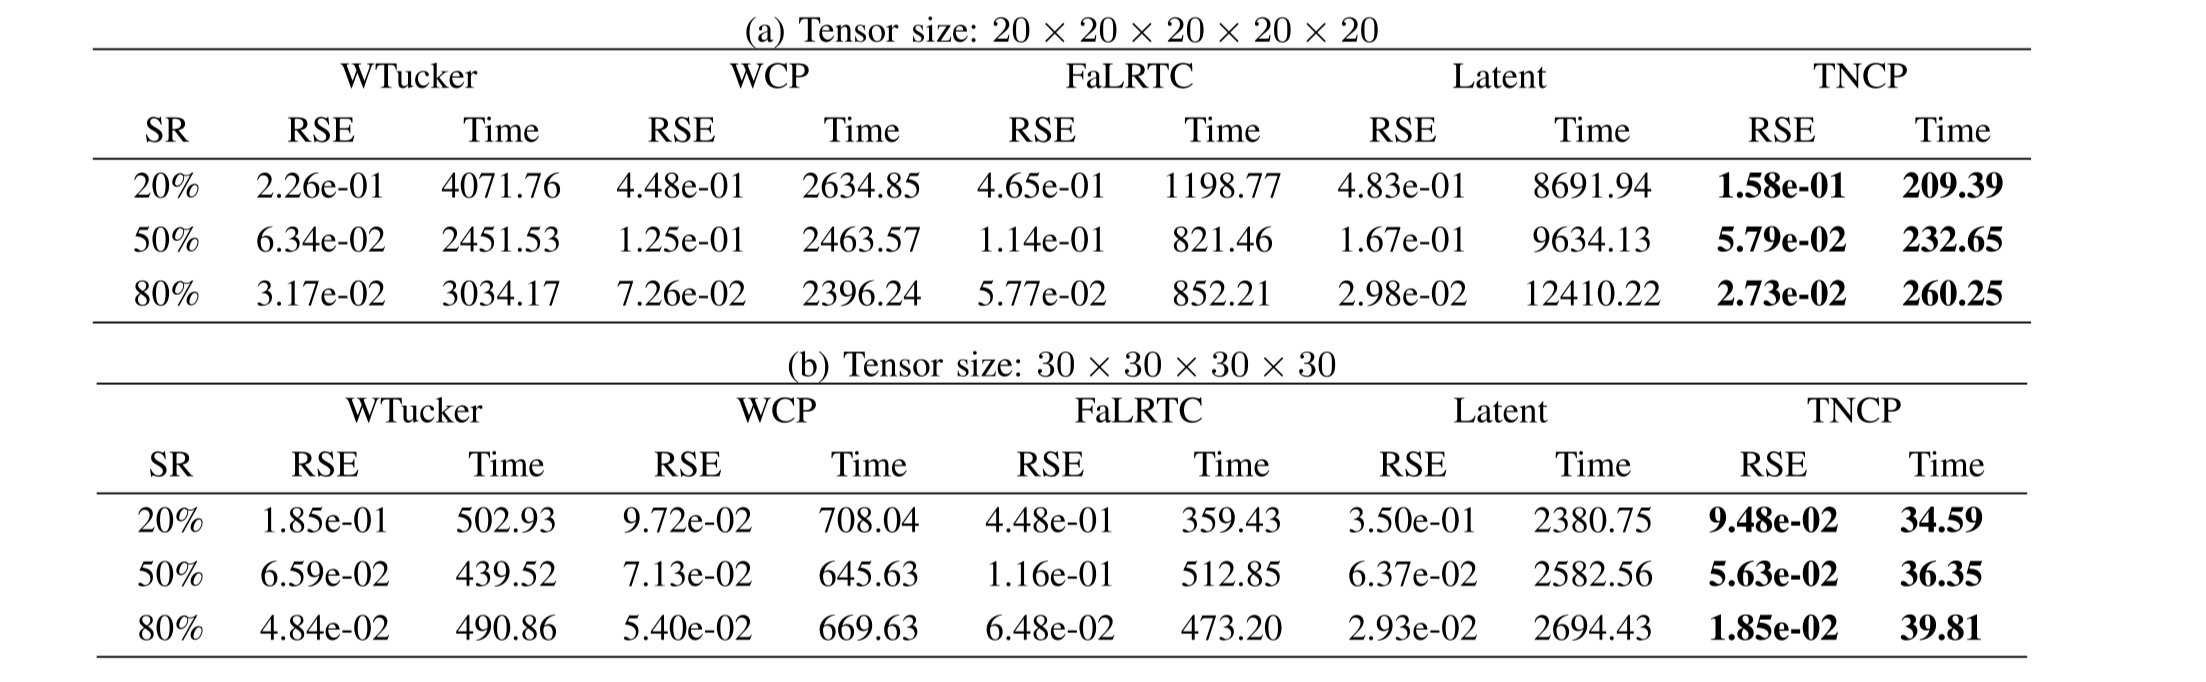 (a) Tensor size: 20 × 20 × 20 × 20 × 20
WTucker WCP FaLRTC Latent TNCP
SR RSE Time RSE Time RSE Time RSE Time RSE Time
20% 2.26e-01 4071.76 4.48e-01 2634.85 4.65e-01 1198.77 4.83e-01 8691.94 1.58e-01 209.39
50% 6.34e-02 2451.53 1.25e-01 2463.57 1.14e-01 821.46 1.67e-01 9634.13 5.79e-02 232.65
80% 3.17e-02 3034.17 7.26e-02 2396.24 5.77e-02 852.21 2.98e-02 12410.22 2.73e-02 260.25
(b) Tensor size: 30 × 30 × 30 × 30
WTucker WCP FaLRTC Latent TNCP
SR RSE Time RSE Time RSE Time RSE Time RSE Time
20% 1.85e-01 502.93 9.72e-02 708.04 4.48e-01 359.43 3.50e-01 2380.75 9.48e-02 34.59
50% 6.59e-02 439.52 7.13e-02 645.63 1.16e-01 512.85 6.37e-02 2582.56 5.63e-02 36.35
80% 4.84e-02 490.86 5.40e-02 669.63 6.48e-02 473.20 2.93e-02 2694.43 1.85e-02 39.81